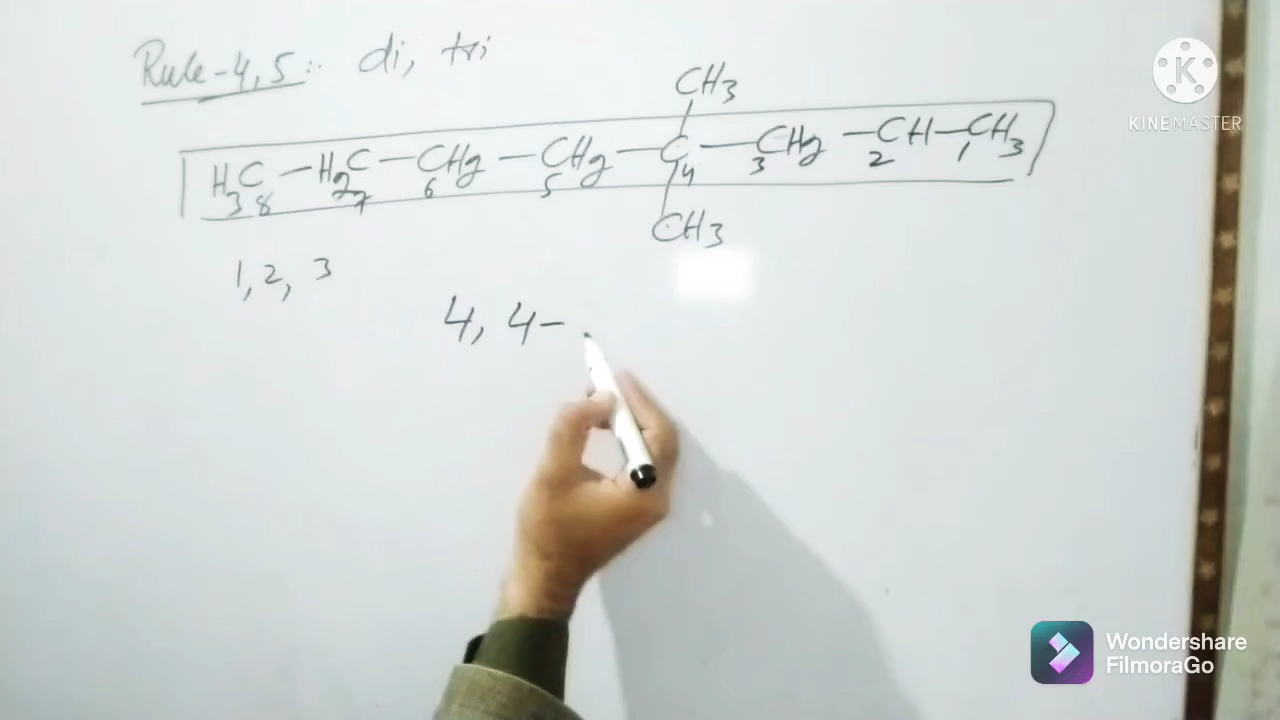 Rule-4,5:- di, tri
CH3
H3C-H2C-CH2-CH2-C-CH2-CH-CH3
8 7 6 5 4 3 2 1
CH3
1, 2, 3
4, 4-
K
KINEMASTER
Wondershare
FilmoraGo